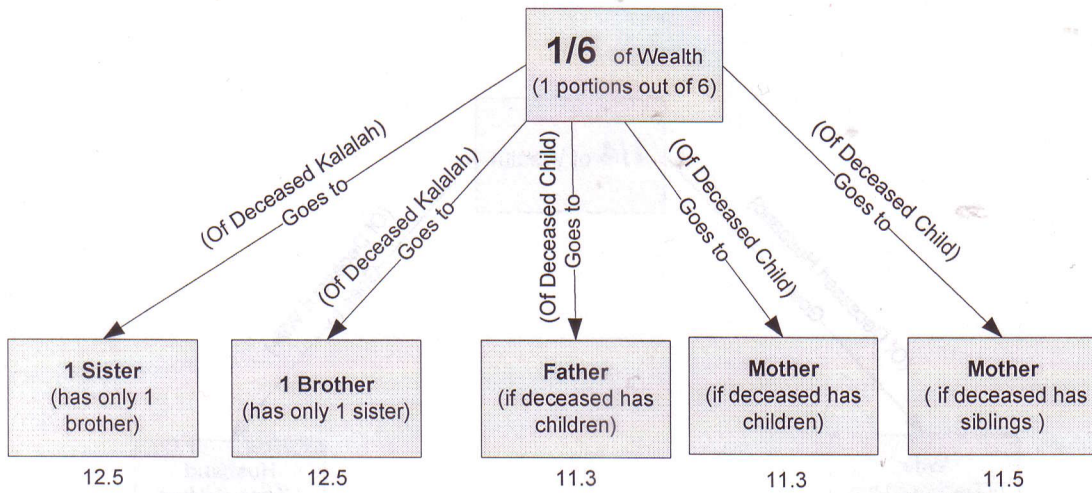 1/6 of Wealth
(1 portions out of 6)
(Of Deceased Kalalah)
Goes to
(Of Deceased Kalalah)
Goes to
(Of Deceased Child)
Goes to
(Of Deceased Child)
Goes to
(Of Deceased Child)
Goes to
1 Sister
(has only 1
brother)
12.5
1 Brother
(has only 1 sister)
12.5
Father
(if deceased has
children)
11.3
Mother
(if deceased has
children)
11.3
Mother
( if deceased has
siblings )
11.5